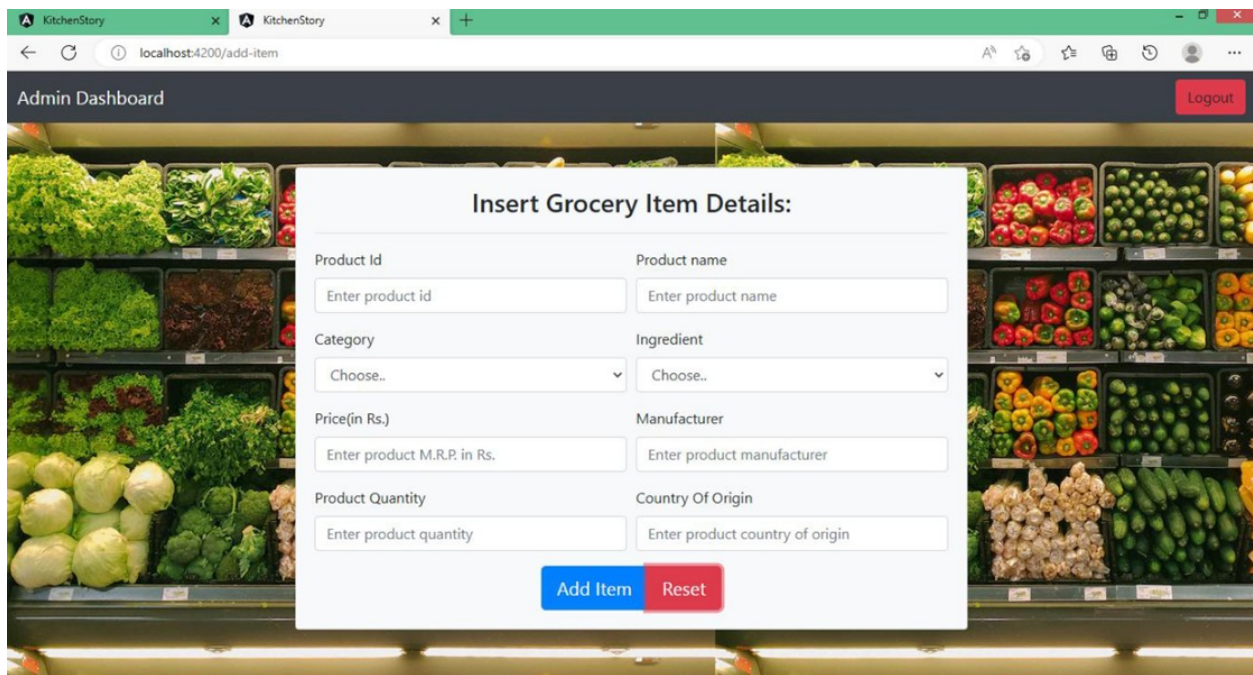 KitchenStory
KitchenStory
localhost:4200/add-item
Admin Dashboard
Logout
Insert Grocery Item Details:
Product Id
Product name
Enter product id
Enter product name
Category
Ingredient
Choose..
Choose..
Price(in Rs.)
Manufacturer
Enter product M.R.P. in Rs.
Enter product manufacturer
Product Quantity
Country Of Origin
Enter product quantity
Enter product country of origin
Add Item
Reset